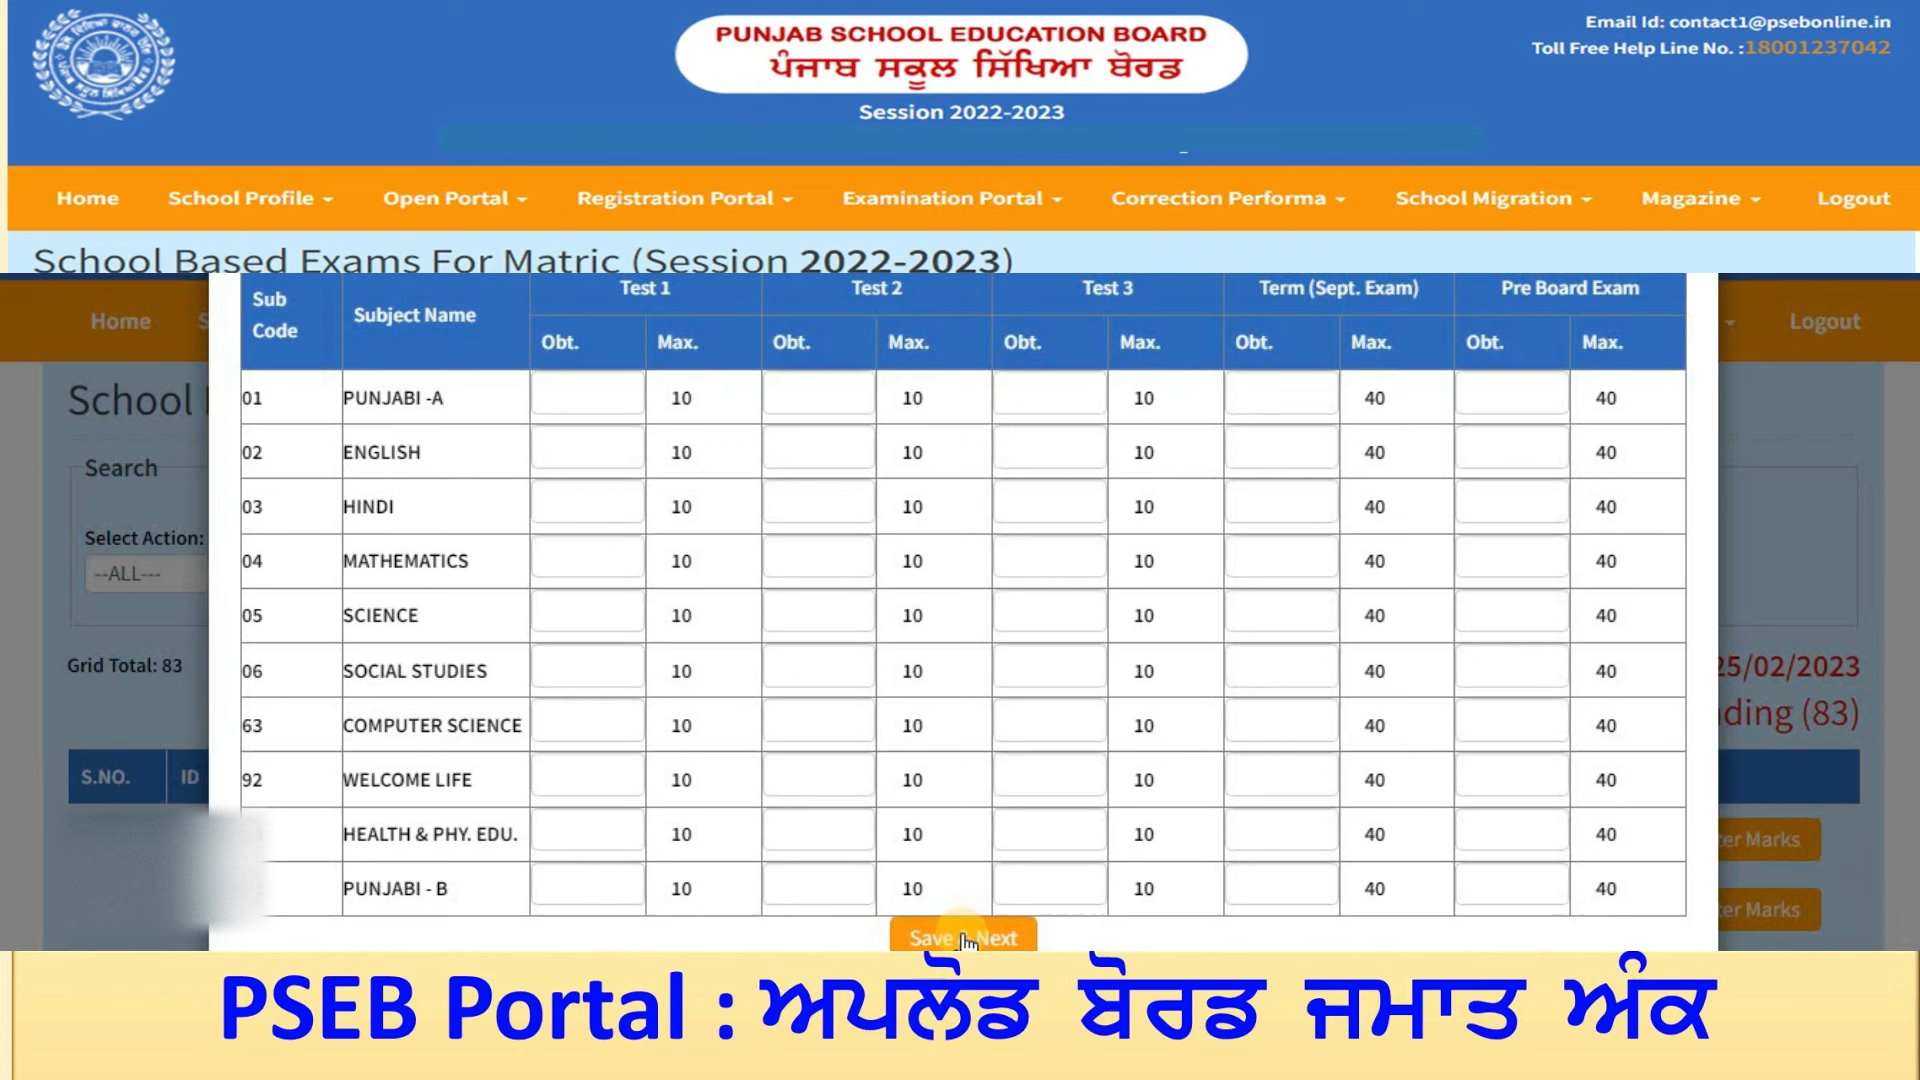 Email Id: contact1@psebonline.in
Toll Free Help Line No. :18001237042
PUNJAB SCHOOL EDUCATION BOARD
ਪੰਜਾਬ ਸਕੂਲ ਸਿੱਖਿਆ ਬੋਰਡ
Session 2022-2023
Home School Profile Open Portal Registration Portal Examination Portal Correction Performa School Migration Magazine Logout
School Based Exams For Matric (Session 2022-2023)
Home Logout
School
Search
Select Action:
--ALL---
Grid Total: 83
25/02/2023
(83)
S.NO. ID
Sub Code Subject Name Test 1 Test 2 Test 3 Term (Sept. Exam) Pre Board Exam
Obt. Max. Obt. Max. Obt. Max. Obt. Max. Obt. Max.
01 PUNJABI -A 10 10 10 40 40
02 ENGLISH 10 10 10 40 40
03 HINDI 10 10 10 40 40
04 MATHEMATICS 10 10 10 40 40
05 SCIENCE 10 10 10 40 40
06 SOCIAL STUDIES 10 10 10 40 40
63 COMPUTER SCIENCE 10 10 10 40 40
92 WELCOME LIFE 10 10 10 40 40
HEALTH & PHY. EDU. 10 10 10 40 40
PUNJABI - B 10 10 10 40 40
Marks
Marks
Save Next
PSEB Portal : ਅਪਲੋਡ ਬੋਰਡ ਜਮਾਤ ਅੰਕ